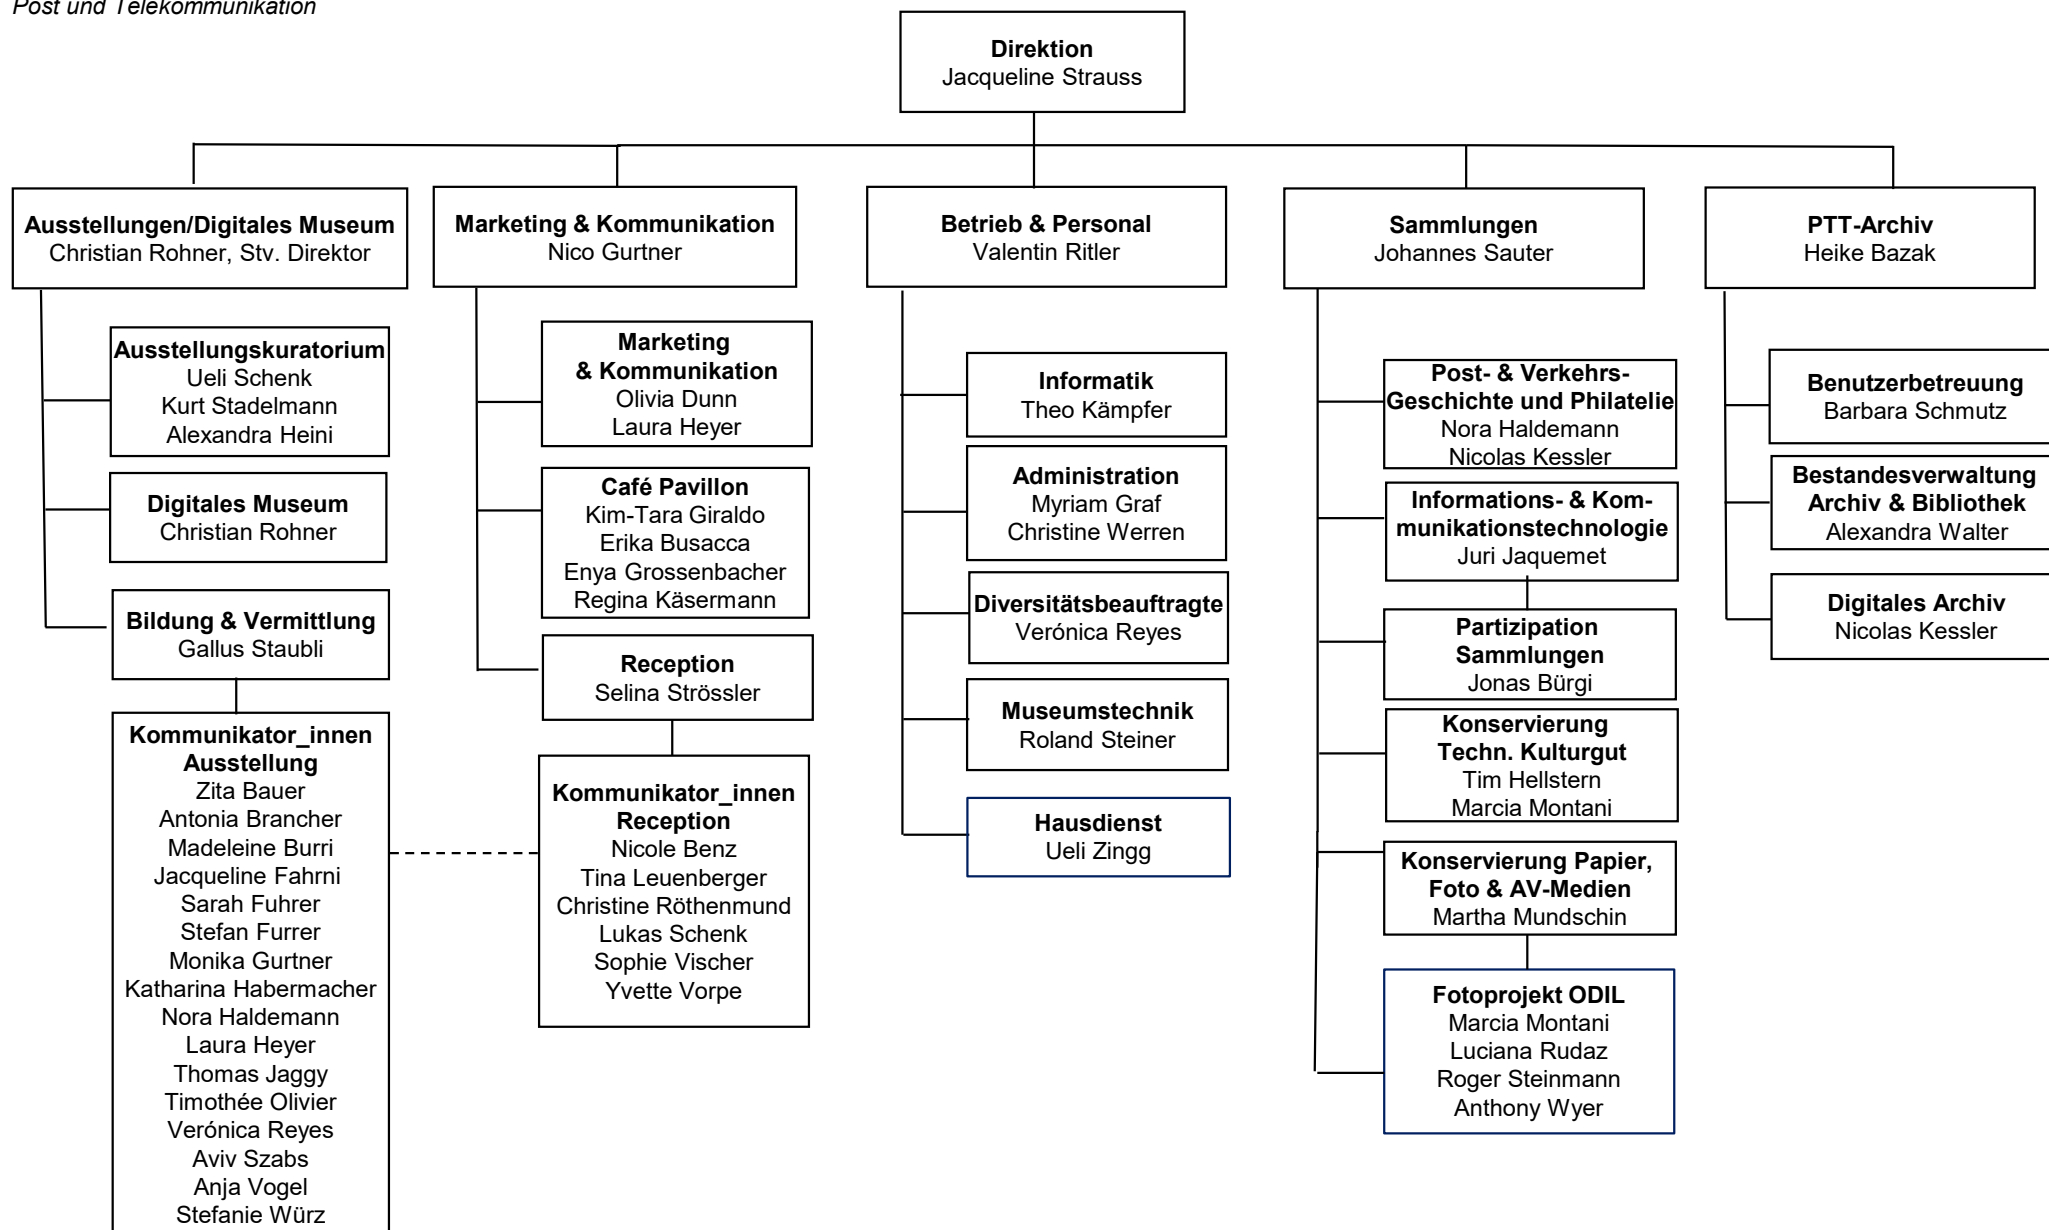 Post und Telekommunikation
Direktion
Jacqueline Strauss
Ausstellungen/Digitales Museum
Christian Rohner, Stv. Direktor
Ausstellungskuratorium
Ueli Schenk
Kurt Stadelmann
Alexandra Heini
Digitales Museum
Christian Rohner
Bildung & Vermittlung
Gallus Staubli
Kommunikator_innen
Ausstellung
Zita Bauer
Antonia Brancher
Madeleine Burri
Jacqueline Fahrni
Sarah Fuhrer
Stefan Furrer
Monika Gurtner
Katharina Habermacher
Nora Haldemann
Laura Heyer
Thomas Jaggy
Timothée Olivier
Verónica Reyes
Aviv Szabs
Anja Vogel
Stefanie Würz
Marketing & Kommunikation
Nico Gurtner
Marketing
& Kommunikation
Olivia Dunn
Laura Heyer
Café Pavillon
Kim-Tara Giraldo
Erika Busacca
Enya Grossenbacher
Regina Käsermann
Reception
Selina Strössler
Kommunikator_innen
Reception
Nicole Benz
Tina Leuenberger
Christine Röthenmund
Lukas Schenk
Sophie Vischer
Yvette Vorpe
Betrieb & Personal
Valentin Ritler
Informatik
Theo Kämpfer
Administration
Myriam Graf
Christine Werren
Diversitätsbeauftragte
Verónica Reyes
Museumstechnik
Roland Steiner
Hausdienst
Ueli Zingg
Sammlungen
Johannes Sauter
Post- & Verkehrs-
Geschichte und Philatelie
Nora Haldemann
Nicolas Kessler
Informations- & Kom-
munikationstechnologie
Juri Jaquemet
Partizipation
Sammlungen
Jonas Bürgi
Konservierung
Techn. Kulturgut
Tim Hellstern
Marcia Montani
Konservierung Papier,
Foto & AV-Medien
Martha Mundschin
Fotoprojekt ODIL
Marcia Montani
Luciana Rudaz
Roger Steinmann
Anthony Wyer
PTT-Archiv
Heike Bazak
Benutzerbetreuung
Barbara Schmutz
Bestandesverwaltung
Archiv & Bibliothek
Alexandra Walter
Digitales Archiv
Nicolas Kessler